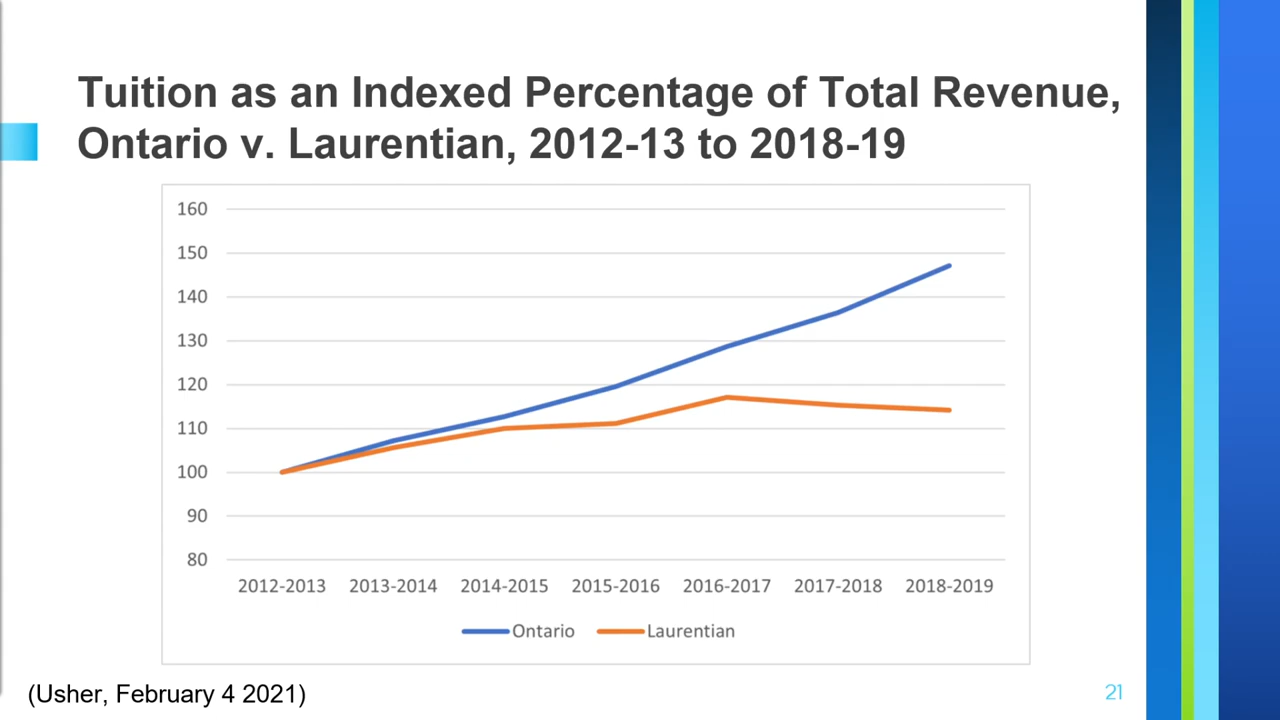 Tuition as an Indexed Percentage of Total Revenue,
Ontario v. Laurentian, 2012-13 to 2018-19
160
150
140
130
120
110
100
90
80
2012-2013 2013-2014 2014-2015 2015-2016 2016-2017 2017-2018 2018-2019
Ontario Laurentian
(Usher, February 4 2021)
21